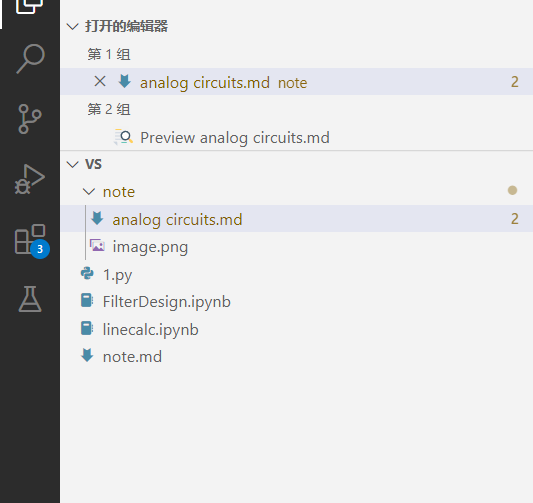 打开的编辑器
第 1 组
analog circuits.md note 2
第 2 组
Preview analog circuits.md
VS
note
analog circuits.md 2
image.png
3
1.py
FilterDesign.ipynb
linecalc.ipynb
note.md